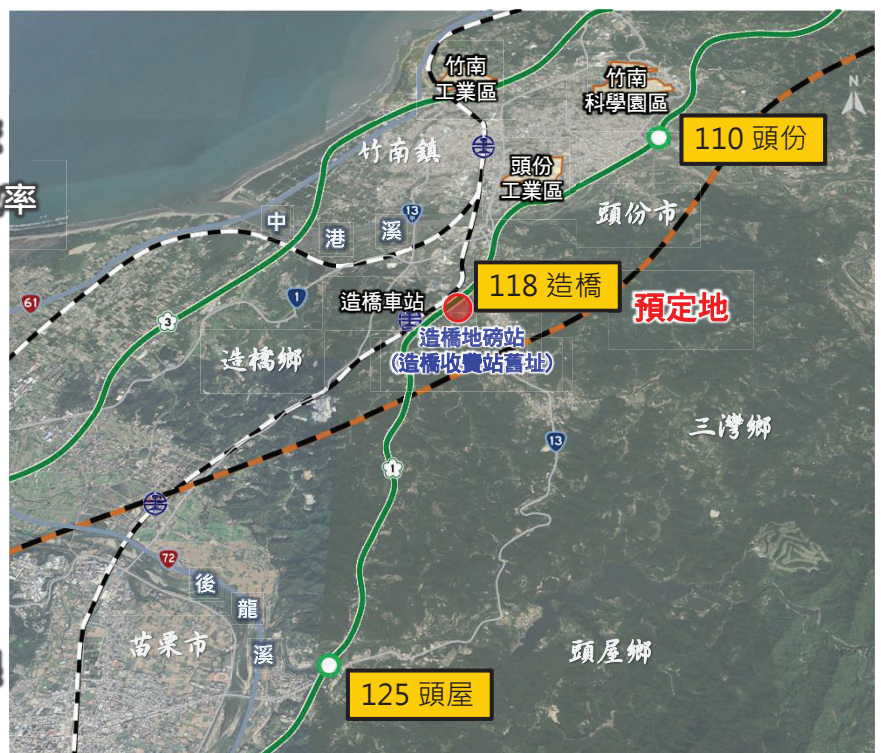 竹南
工業區
竹南
科學園區
N
110 頭份
竹南鎮
頭份
工業區
率
13
頭份市
中
港
溪
61
1
118 造橋
造橋車站
預定地
3
造橋地磅站
(造橋收費站舊址)
造橋鄉
三灣鄉
13
1
72
後
龍
溪
苗栗市
頭屋鄉
125 頭屋